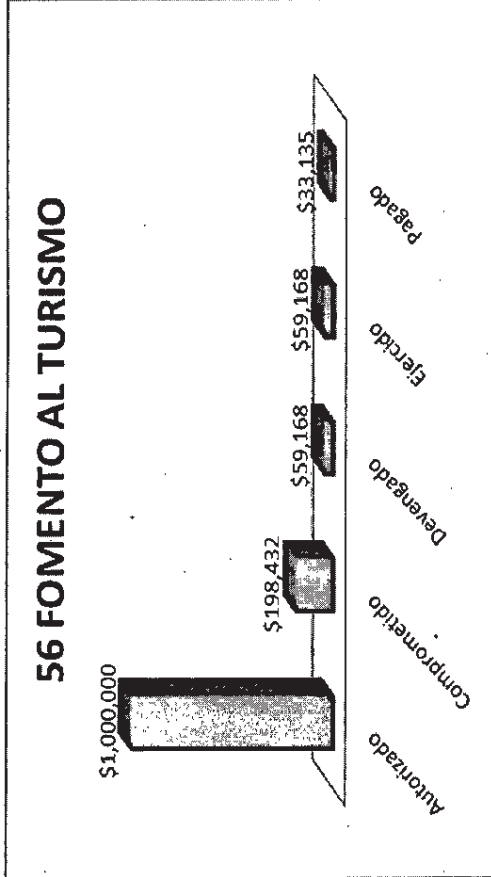 56 FOMENTO AL TURISMO
$1,000,000
$198,432
$59,168
$59,168
$33,135
Autorizado
Comprometido
Devengado
Ejercido
Pagado